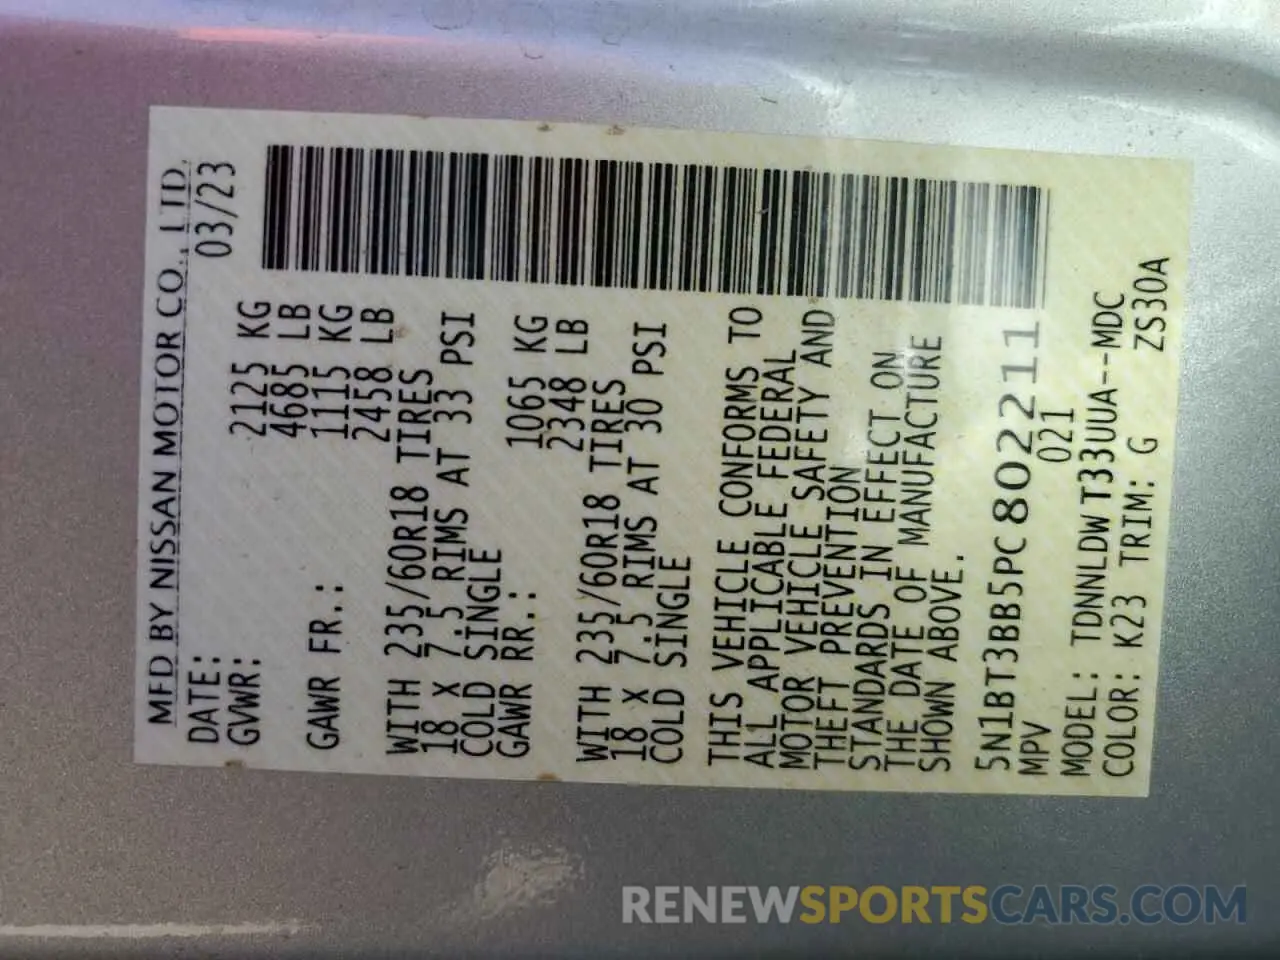 MFD BY NISSAN MOTOR CO., LTD.
DATE: 03/23
GVWR: 2125 KG
4685 LB
GAWR FR.: 1115 KG
2458 LB
WITH 235/60R18 TIRES
18 X 7.5 RIMS AT 33 PSI
COLD SINGLE
GAWR RR.: 1065 KG
2348 LB
WITH 235/60R18 TIRES
18 X 7.5 RIMS AT 30 PSI
COLD SINGLE
THIS VEHICLE CONFORMS TO
ALL APPLICABLE FEDERAL
MOTOR VEHICLE SAFETY AND
THEFT PREVENTION
STANDARDS IN EFFECT ON
THE DATE OF MANUFACTURE
SHOWN ABOVE.
5N1BT3BB5PC802211
MPV 021
MODEL: TDNNLDWT33UUA--MDC
COLOR: K23 TRIM: G ZS30A
RENEWSPORTSCARS.COM